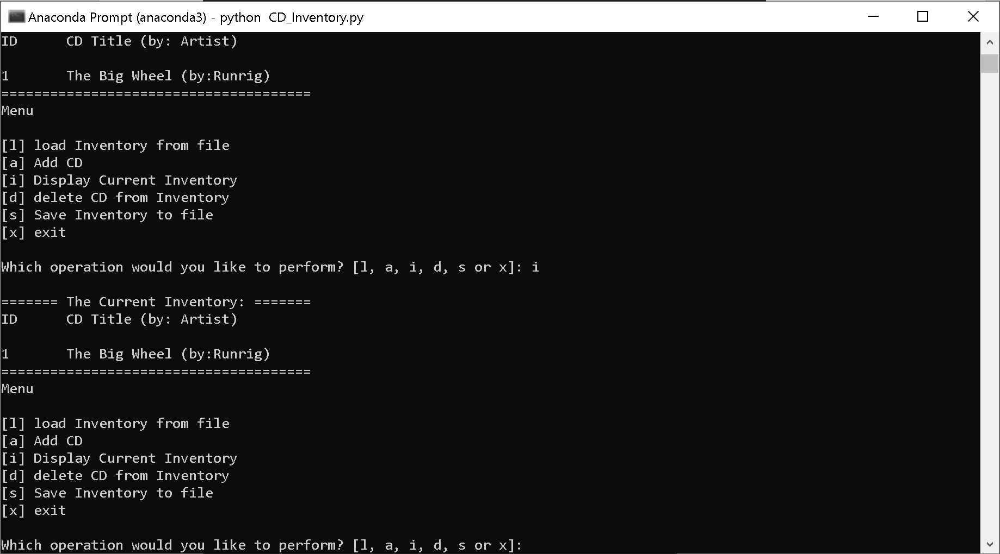 Anaconda Prompt (anaconda3) - python  CD_Inventory.py
ID      CD Title (by: Artist)

1       The Big Wheel (by:Runrig)
======================================
Menu

[l] load Inventory from file
[a] Add CD
[i] Display Current Inventory
[d] delete CD from Inventory
[s] Save Inventory to file
[x] exit

Which operation would you like to perform? [l, a, i, d, s or x]: i

======= The Current Inventory: =======
ID      CD Title (by: Artist)

1       The Big Wheel (by:Runrig)
======================================
Menu

[l] load Inventory from file
[a] Add CD
[i] Display Current Inventory
[d] delete CD from Inventory
[s] Save Inventory to file
[x] exit

Which operation would you like to perform? [l, a, i, d, s or x]: